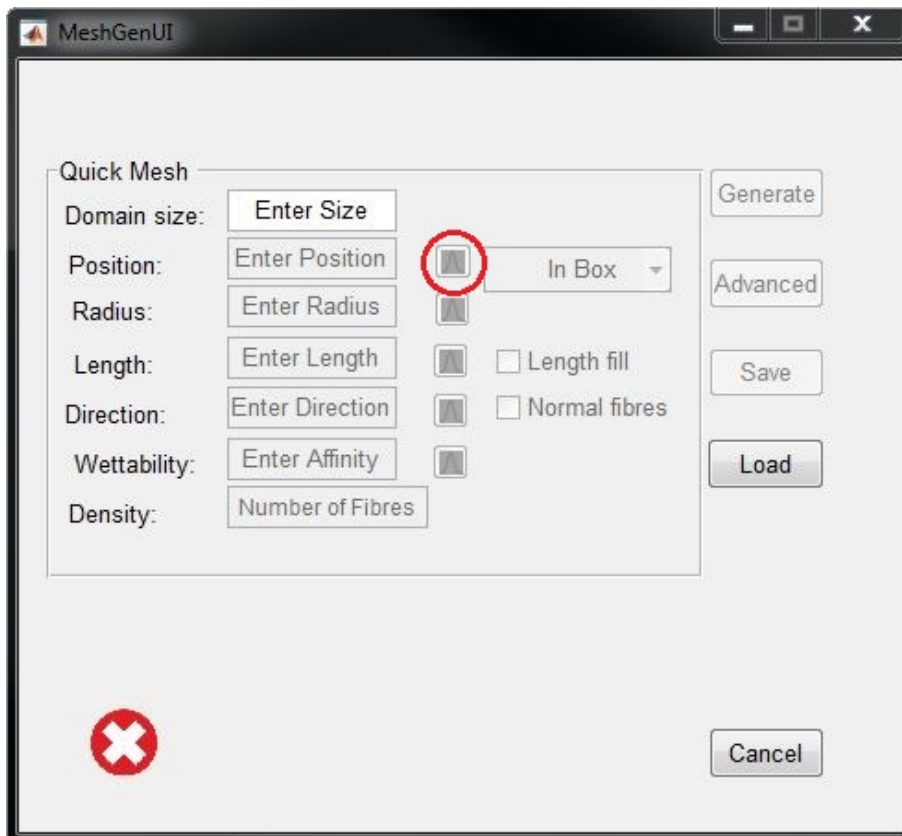 MeshGenUI
Quick Mesh
Domain size: Enter Size
Generate
Position: Enter Position In Box
Advanced
Radius: Enter Radius
Length: Enter Length Length fill
Save
Direction: Enter Direction Normal fibres
Wettability: Enter Affinity
Load
Density: Number of Fibres
Cancel